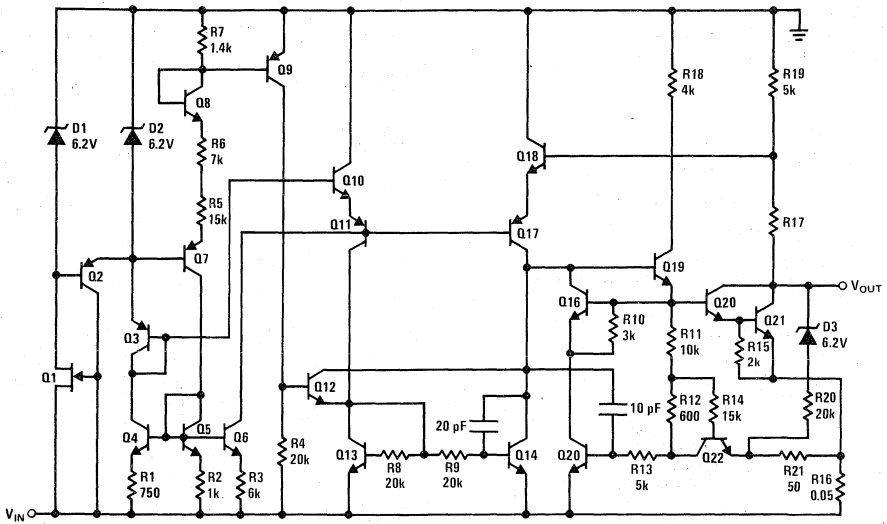 R7
1.4k
Q9
R18
4k
R19
5k
Q8
D1
6.2V
D2
6.2V
R6
7k
Q18
Q10
R5
15k
Q11
R17
Q7
Q17
Q2
Q19
VOUT
Q16
Q20
Q21
R10
3k
D3
6.2V
Q3
R11
10k
R15
2k
Q1
Q12
10 pF
R12
600
R14
15k
R20
20k
20 pF
Q4
Q5
Q6
R4
20k
Q13
Q14
Q20
Q22
R8
20k
R9
20k
R13
5k
R21
50
R16
0.05
R1
750
R2
1k
R3
6k
VIN